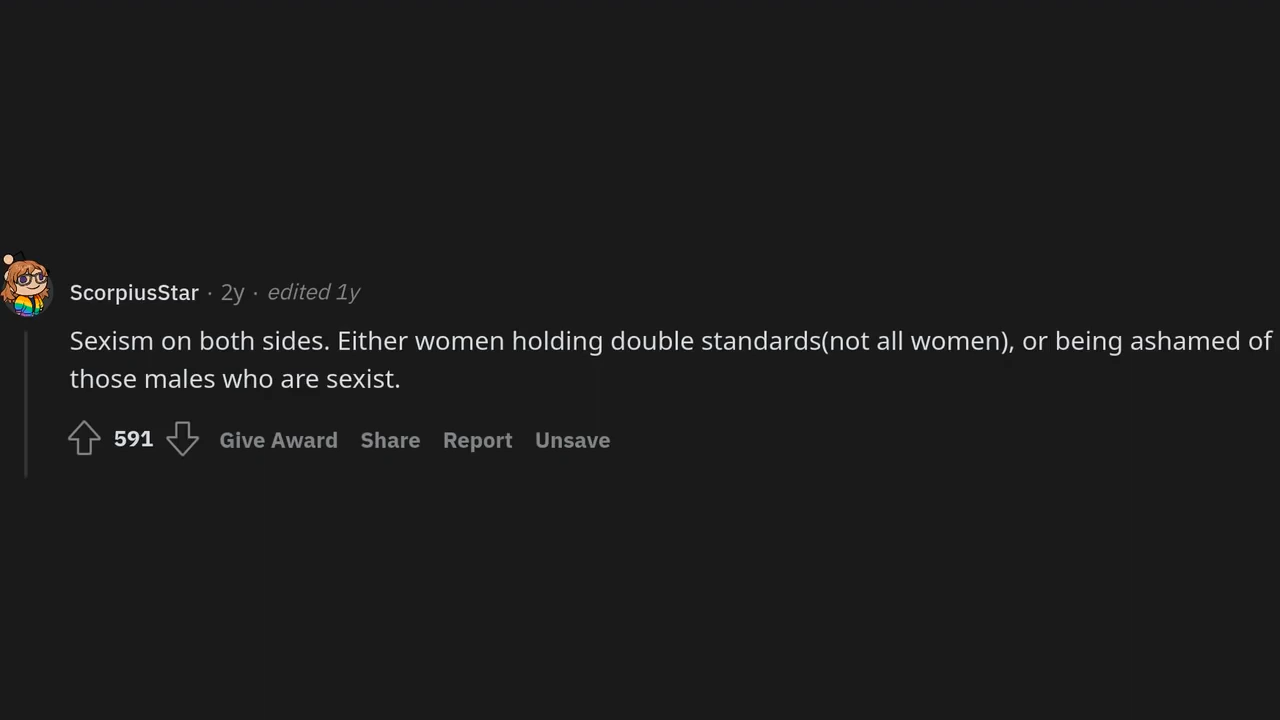 ScorpiusStar · 2y · edited 1y
Sexism on both sides. Either women holding double standards(not all women), or being ashamed of
those males who are sexist.
591 Give Award Share Report Unsave